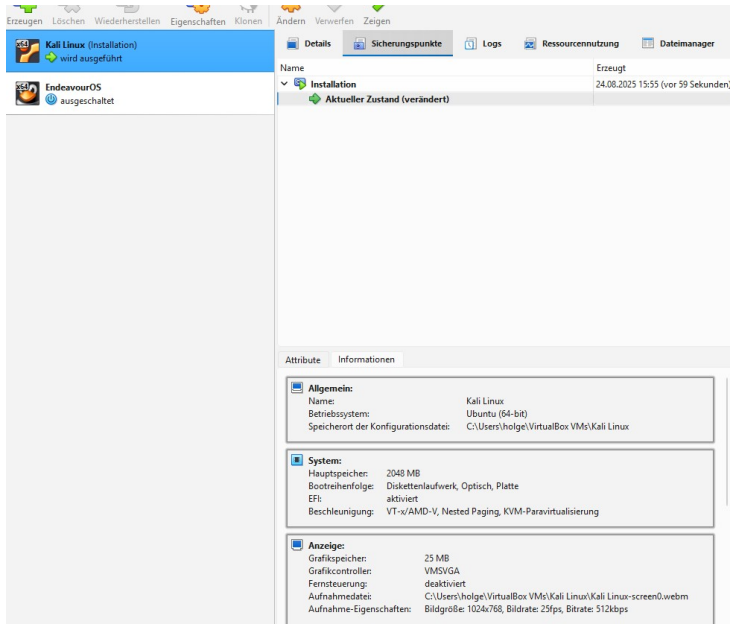 Erzeugen Löschen Wiederherstellen Eigenschaften Klonen Ändern Verwerfen Zeigen
Kali Linux (Installation)
wird ausgeführt
EndeavourOS
ausgeschaltet
Details Sicherungspunkte Logs Ressourcennutzung Dateimanager
Name Erzeugt
Installation 24.08.2025 15:55 (vor 59 Sekunden)
Aktueller Zustand (verändert)
Attribute Informationen
Allgemein:
Name: Kali Linux
Betriebssystem: Ubuntu (64-bit)
Speicherort der Konfigurationsdatei: C:\Users\holge\VirtualBox VMs\Kali Linux
System:
Hauptspeicher: 2048 MB
Bootreihenfolge: Diskettenlaufwerk, Optisch, Platte
EFI: aktiviert
Beschleunigung: VT-x/AMD-V, Nested Paging, KVM-Paravirtualisierung
Anzeige:
Grafikspeicher: 25 MB
Grafikcontroller: VMSVGA
Fernsteuerung: deaktiviert
Aufnahmedatei: C:\Users\holge\VirtualBox VMs\Kali Linux\Kali Linux-screen0.webm
Aufnahme-Eigenschaften: Bildgröße: 1024x768, Bildrate: 25fps, Bitrate: 512kbps